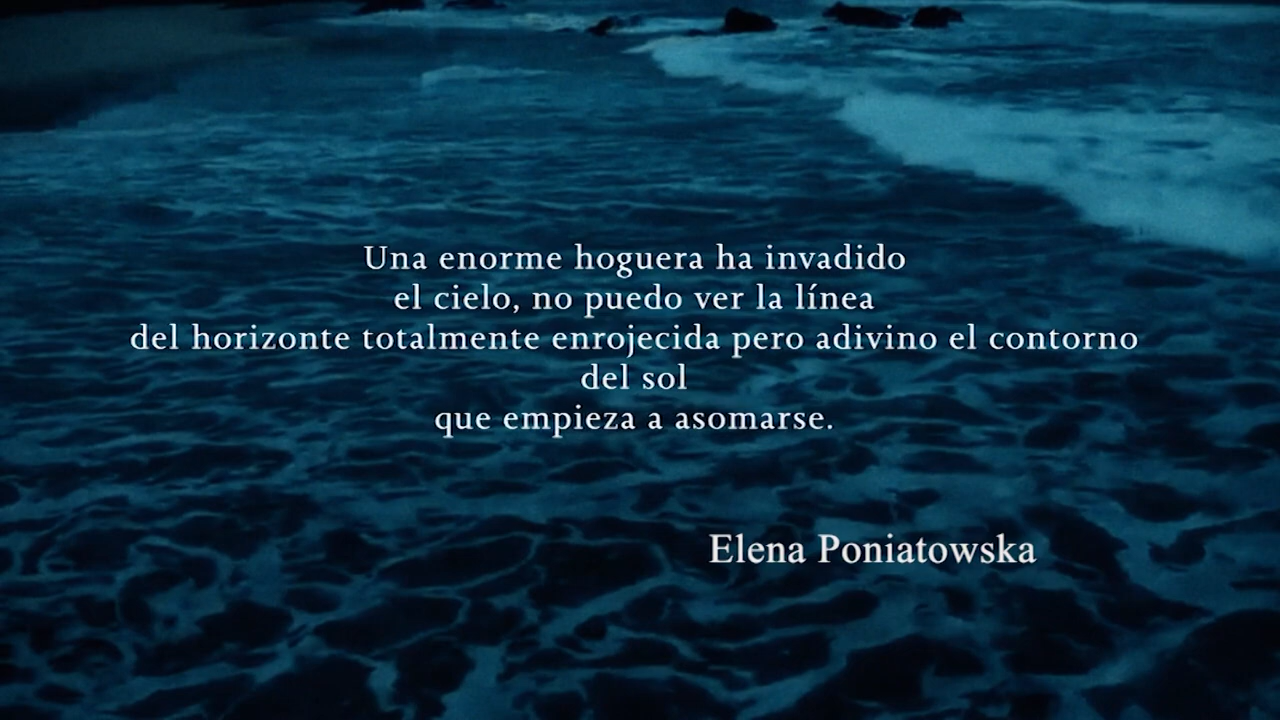 Una enorme hoguera ha invadido
el cielo, no puedo ver la línea
del horizonte totalmente enrojecida pero adivino el contorno
del sol
que empieza a asomarse.
Elena Poniatowska